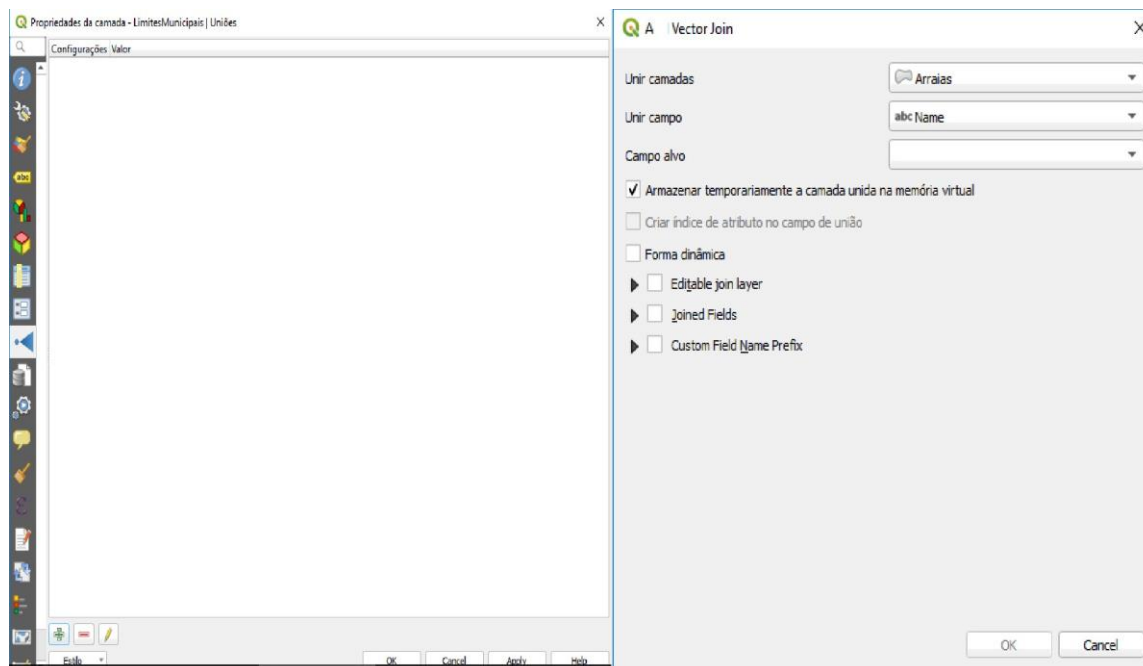 Propriedades da camada - LimitesMunicipais | Uniões
Configurações Valor
abc
Estilo
OK Cancel Apply Help
A Vector Join
Unir camadas Arraias
Unir campo abc Name
Campo alvo
Armazenar temporariamente a camada unida na memória virtual
Criar índice de atributo no campo de união
Forma dinâmica
Editable join layer
Joined Fields
Custom Field Name Prefix
OK Cancel